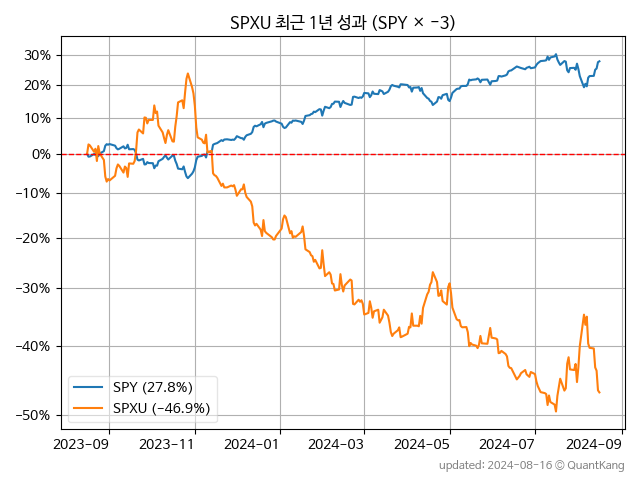 SPXU 최근 1년 성과 (SPY × −3)
30%
20%
10%
0%
−10%
−20%
−30%
−40%
−50%
SPY (27.8%)
SPXU (−46.9%)
2023−09 2023−11 2024−01 2024−03 2024−05 2024−07 2024−09
updated: 2024-08-16 © QuantKang